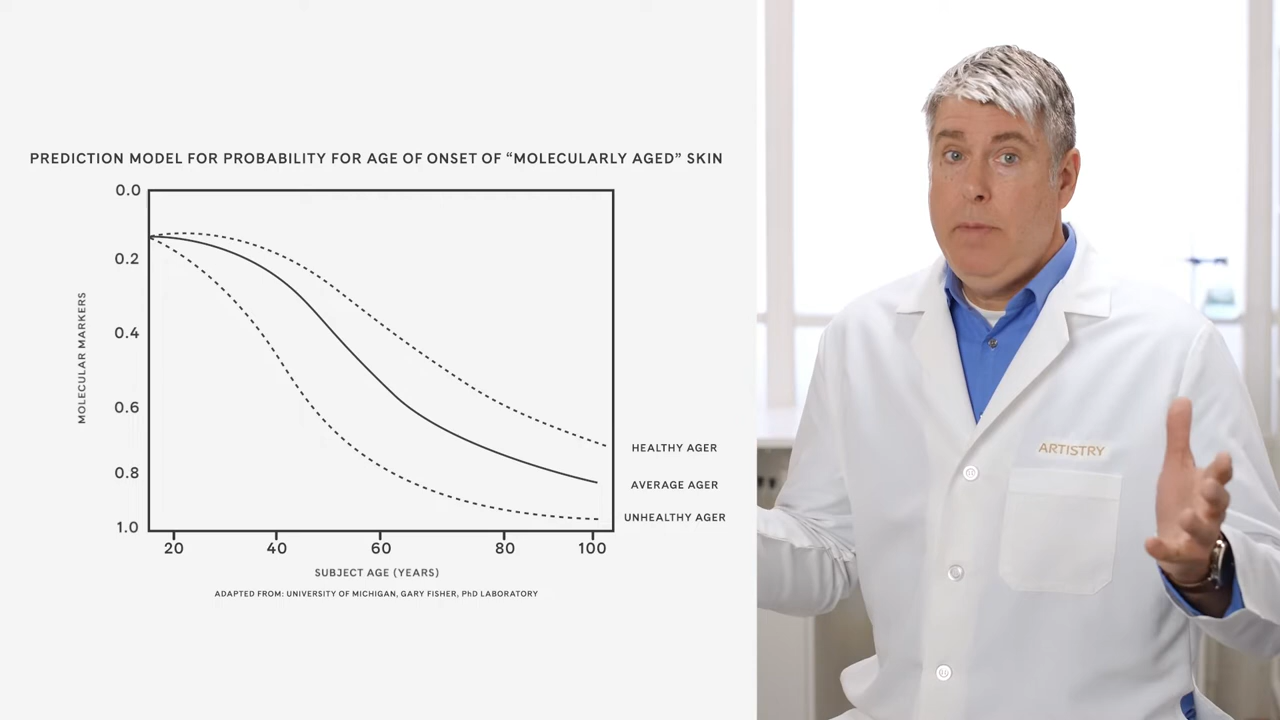 PREDICTION MODEL FOR PROBABILITY FOR AGE OF ONSET OF “MOLECULARLY AGED” SKIN
0.0
0.2
0.4
0.6
0.8
1.0
MOLECULAR MARKERS
HEALTHY AGER
AVERAGE AGER
UNHEALTHY AGER
20 40 60 80 100
SUBJECT AGE (YEARS)
ADAPTED FROM: UNIVERSITY OF MICHIGAN, GARY FISHER, PhD LABORATORY
ARTISTRY